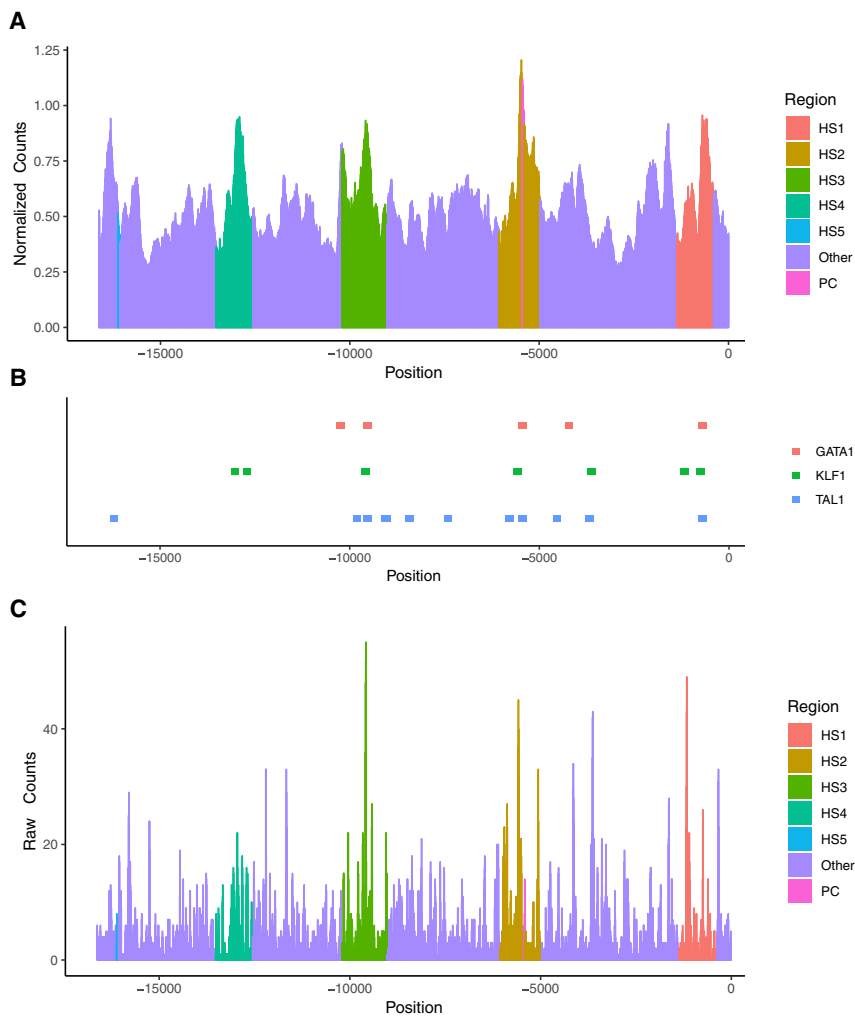 A
Normalized Counts
1.25
1.00
0.75
0.50
0.25
0.00
−15000 −10000 −5000 0
Position
Region
HS1
HS2
HS3
HS4
HS5
Other
PC
B
−15000 −10000 −5000 0
Position
GATA1
KLF1
TAL1
C
Raw Counts
40
20
0
−15000 −10000 −5000 0
Position
Region
HS1
HS2
HS3
HS4
HS5
Other
PC